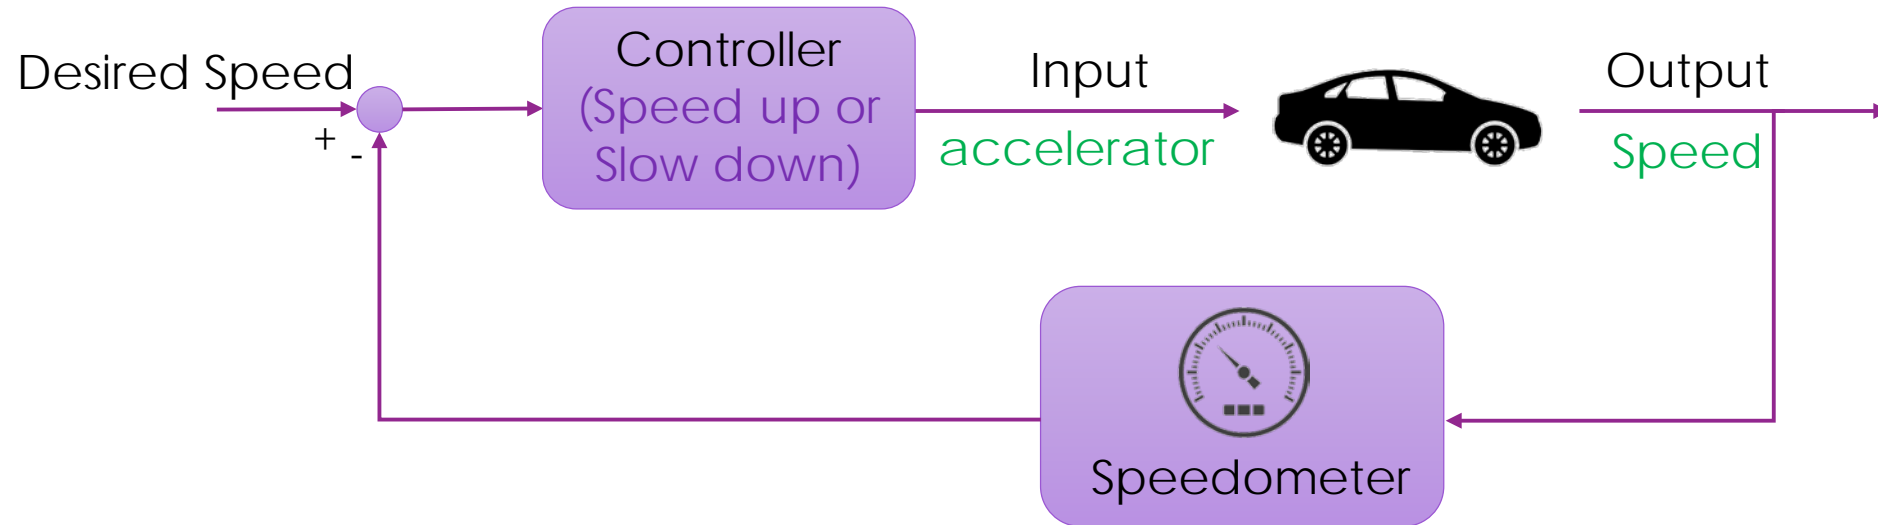 Desired Speed
+
-
Controller
(Speed up or
Slow down)
Input
accelerator
Output
Speed
Speedometer